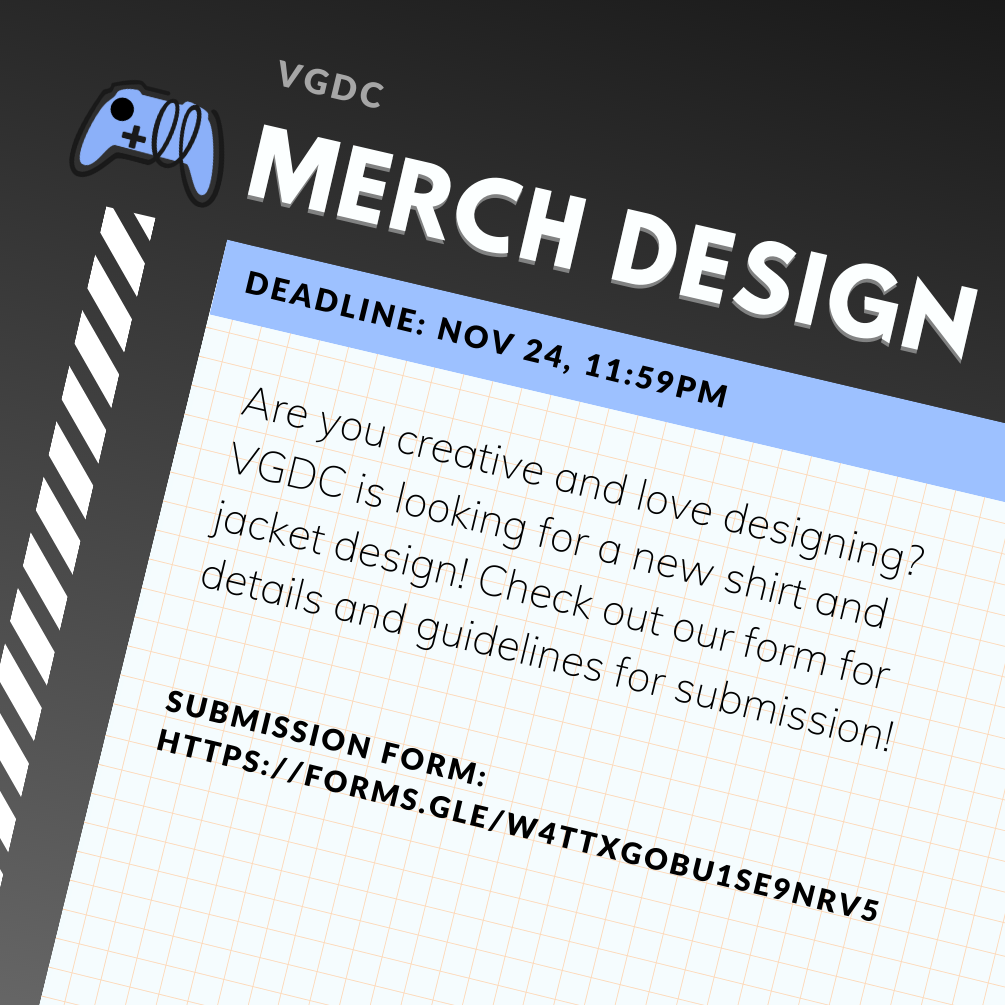 VGDC
MERCH DESIGN
DEADLINE: NOV 24, 11:59PM
Are you creative and love designing?
VGDC is looking for a new shirt and
jacket design! Check out our form for
details and guidelines for submission!
SUBMISSION FORM:
HTTPS://FORMS.GLE/W4TTXGOBU1SE9NRV5